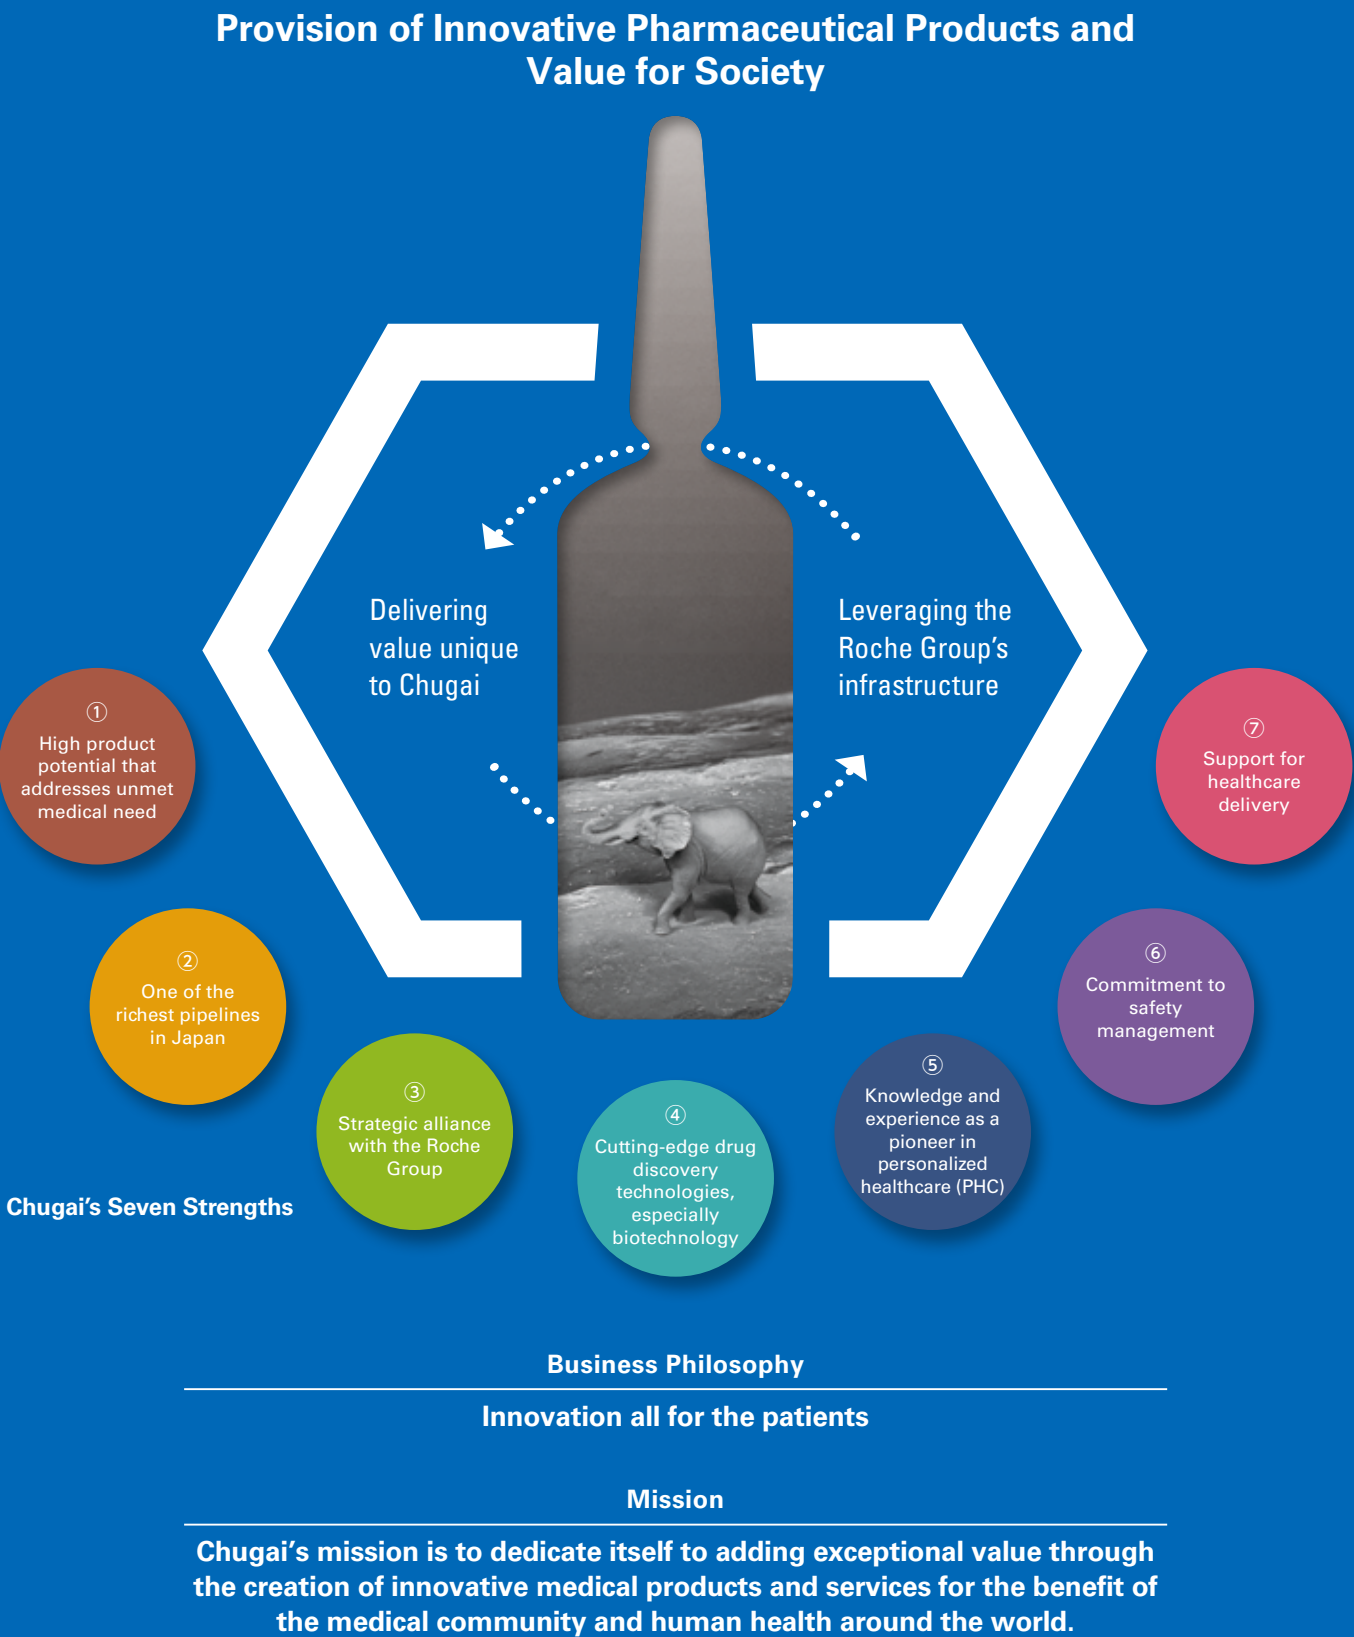 Provision of Innovative Pharmaceutical Products and
Value for Society
Delivering
value unique
to Chugai
Leveraging the
Roche Group’s
infrastructure
①
High product
potential that
addresses unmet
medical need
②
One of the
richest pipelines
in Japan
③
Strategic alliance
with the Roche
Group
④
Cutting-edge drug
discovery
technologies,
especially
biotechnology
⑤
Knowledge and
experience as a
pioneer in
personalized
healthcare (PHC)
⑥
Commitment to
safety
management
⑦
Support for
healthcare
delivery
Chugai’s Seven Strengths
Business Philosophy
Innovation all for the patients
Mission
Chugai’s mission is to dedicate itself to adding exceptional value through
the creation of innovative medical products and services for the benefit of
the medical community and human health around the world.